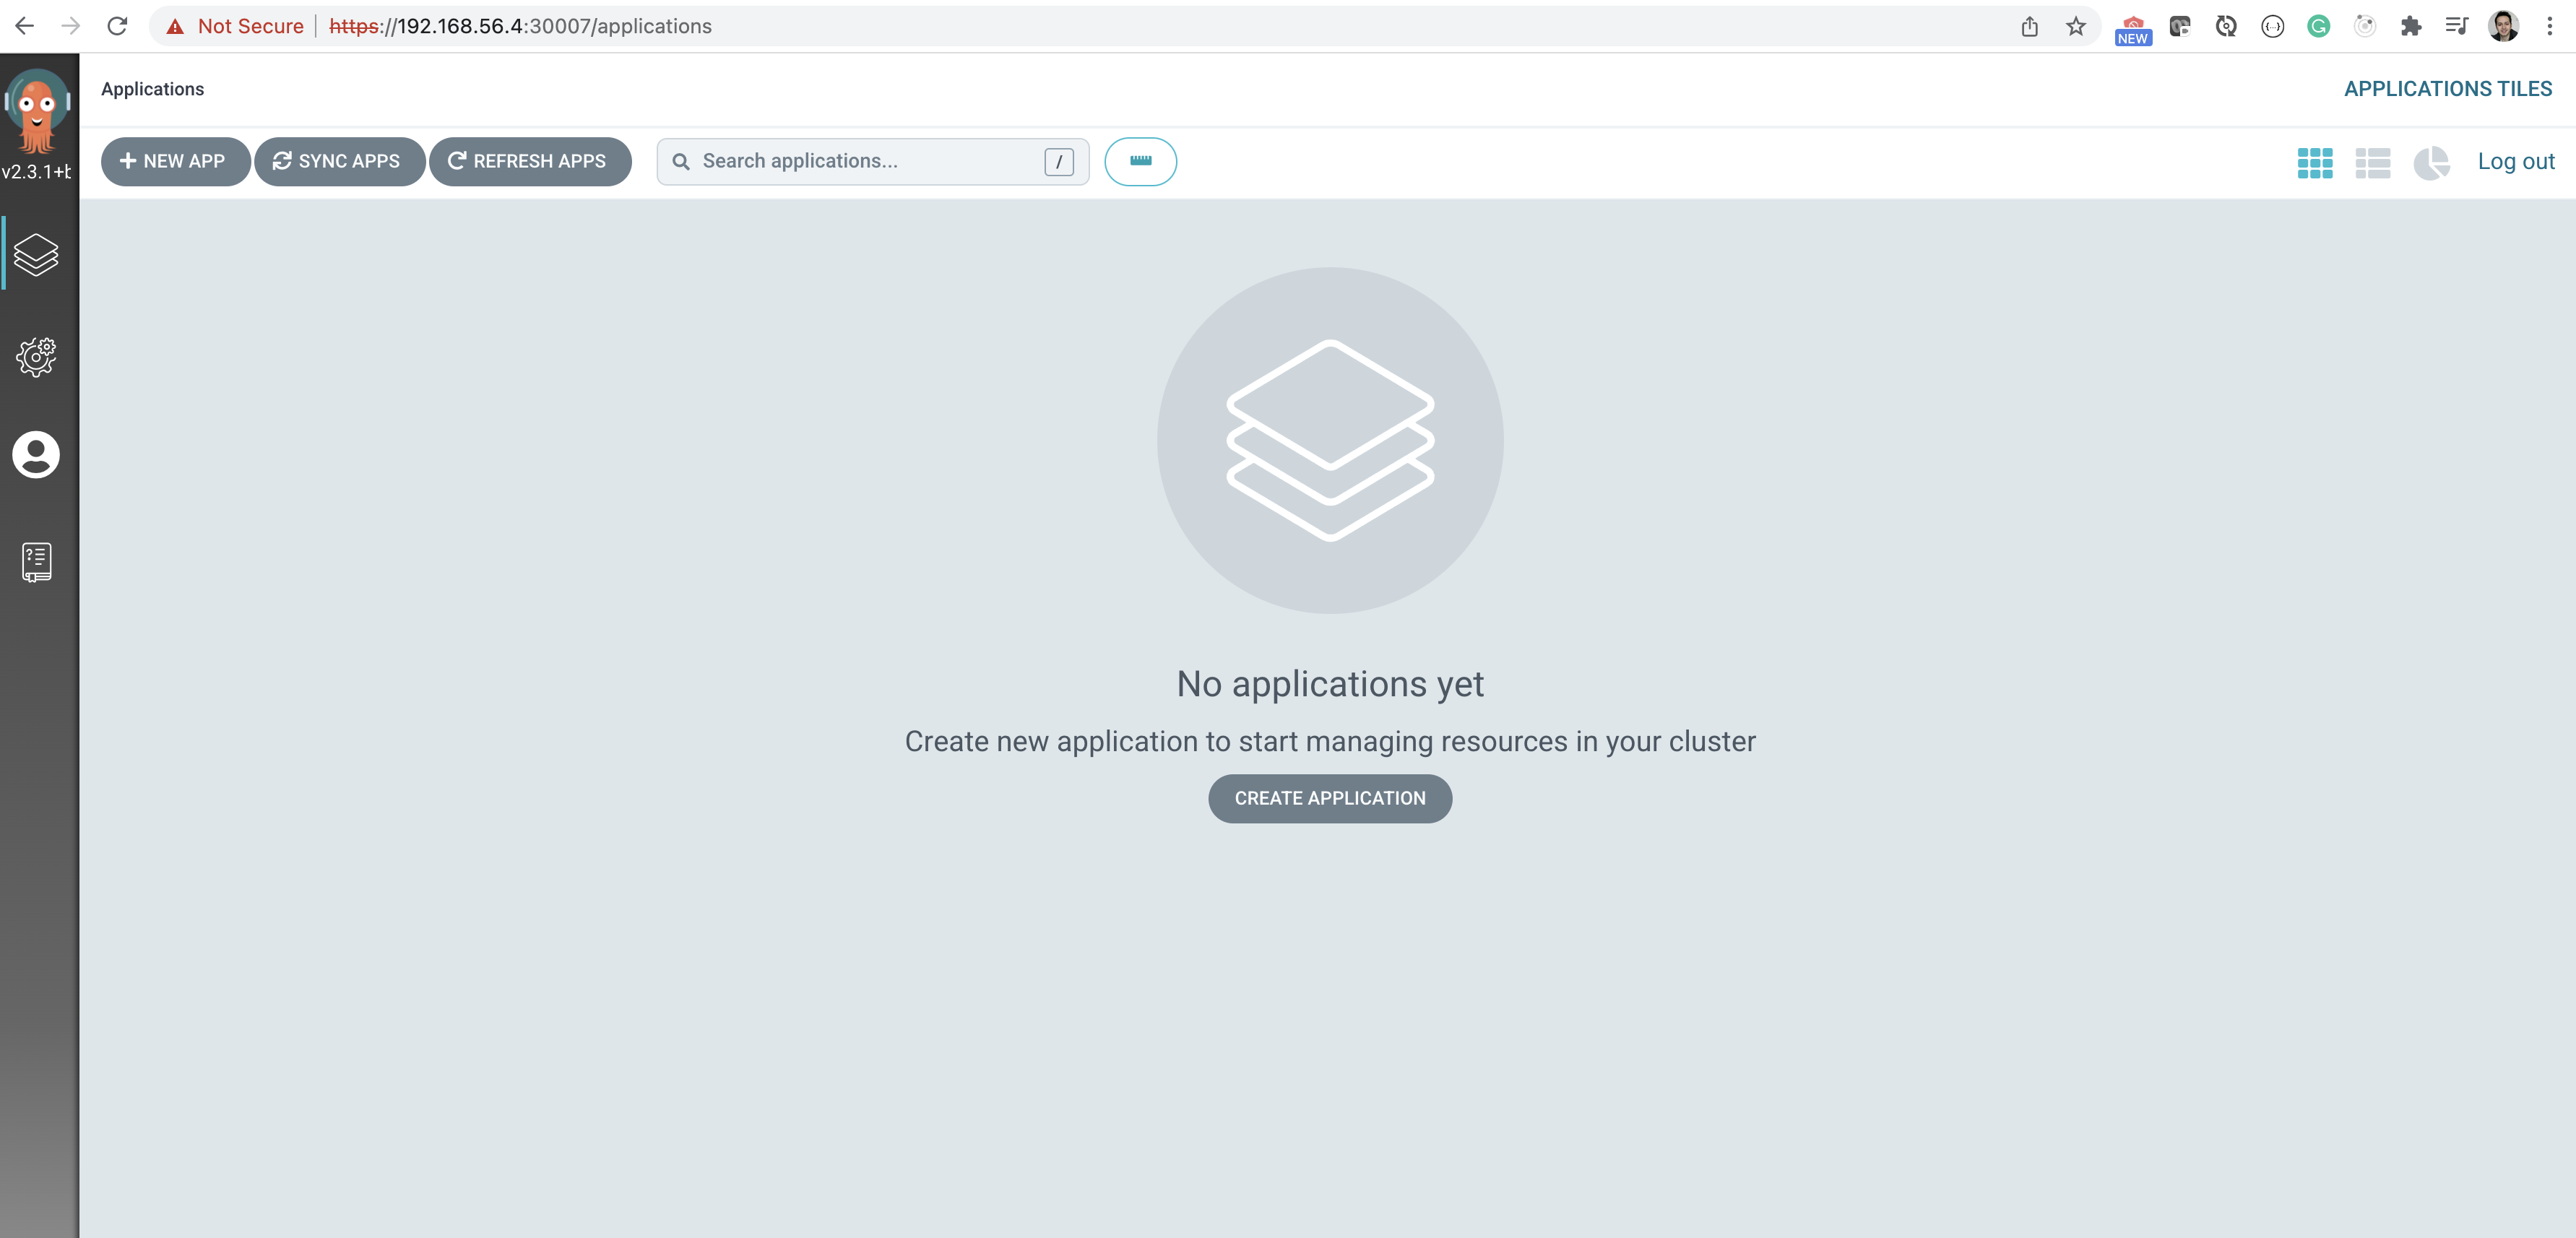 Not Secure | https://192.168.56.4:30007/applications
NEW
Applications
APPLICATIONS TILES
v2.3.1+b
NEW APP
SYNC APPS
REFRESH APPS
Search applications...
/
Log out
No applications yet
Create new application to start managing resources in your cluster
CREATE APPLICATION